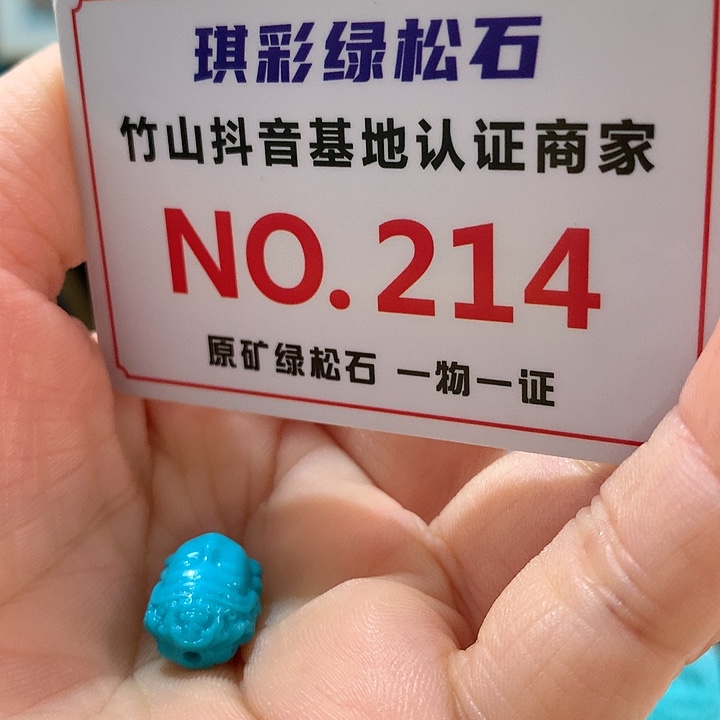 琪彩绿松石
竹山抖音基地认证商家
NO.214
原矿绿松石 一物一证